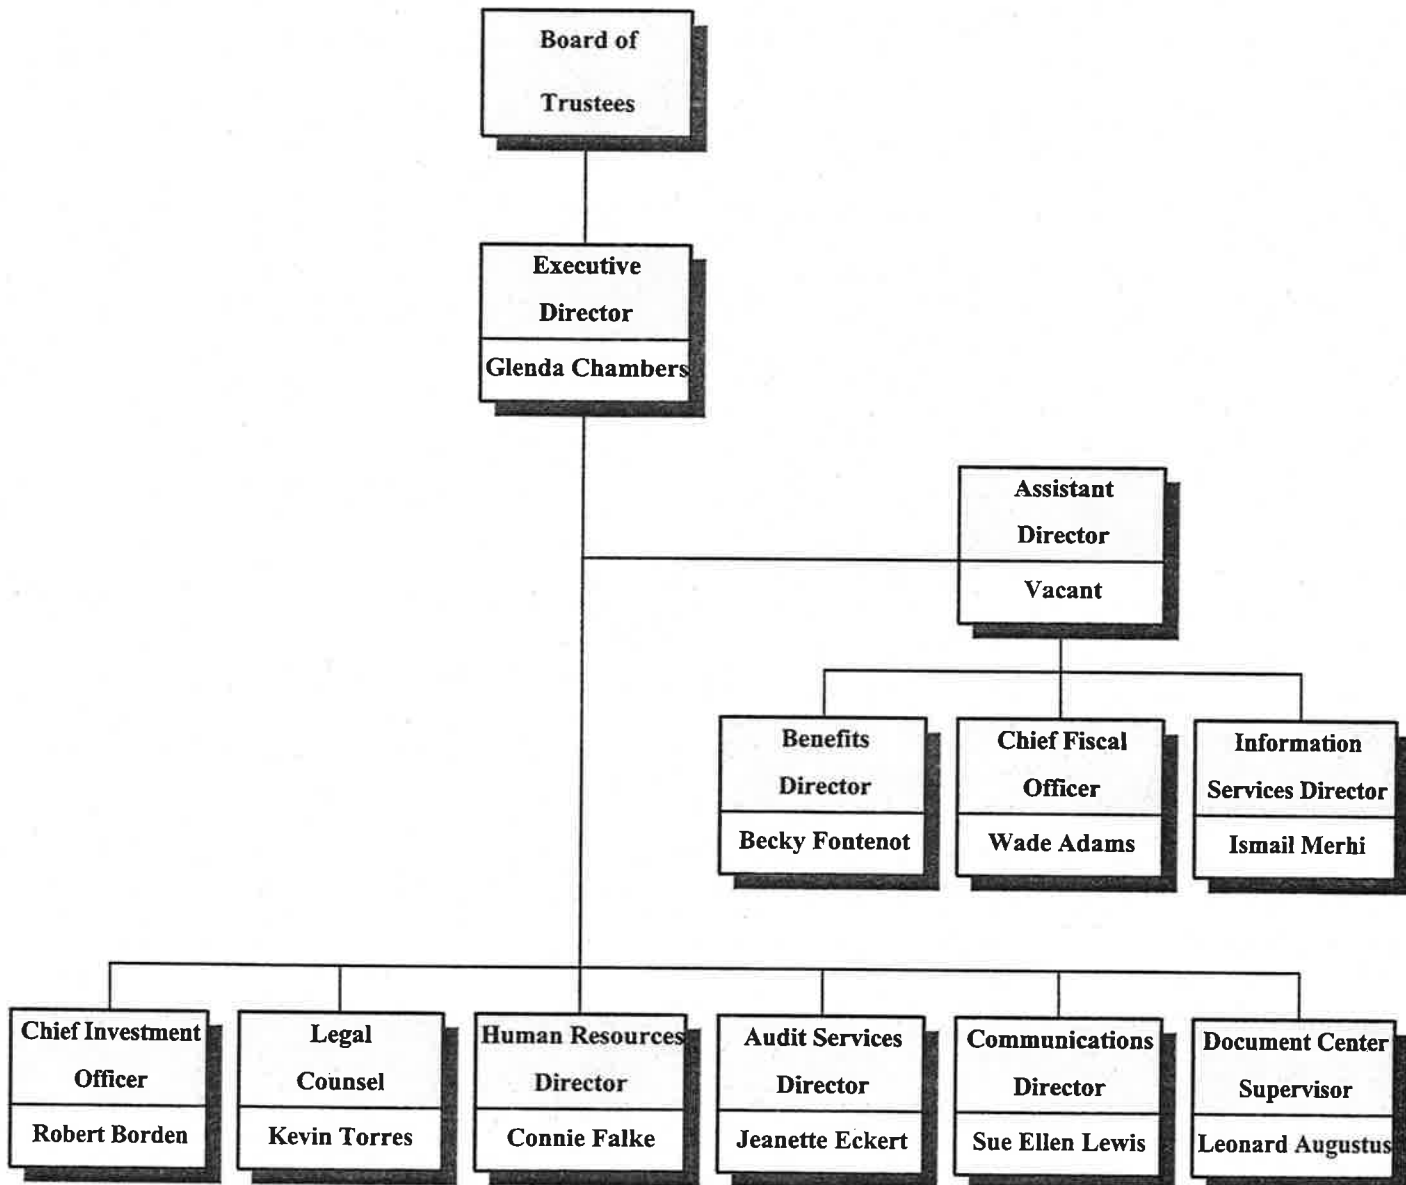 Board of
Trustees
Executive
Director
Glenda Chambers
Assistant
Director
Vacant
Benefits
Director
Becky Fontenot
Chief Fiscal
Officer
Wade Adams
Information
Services Director
Ismail Merhi
Chief Investment
Officer
Robert Borden
Legal
Counsel
Kevin Torres
Human Resources
Director
Connie Falke
Audit Services
Director
Jeanette Eckert
Communications
Director
Sue Ellen Lewis
Document Center
Supervisor
Leonard Augustus